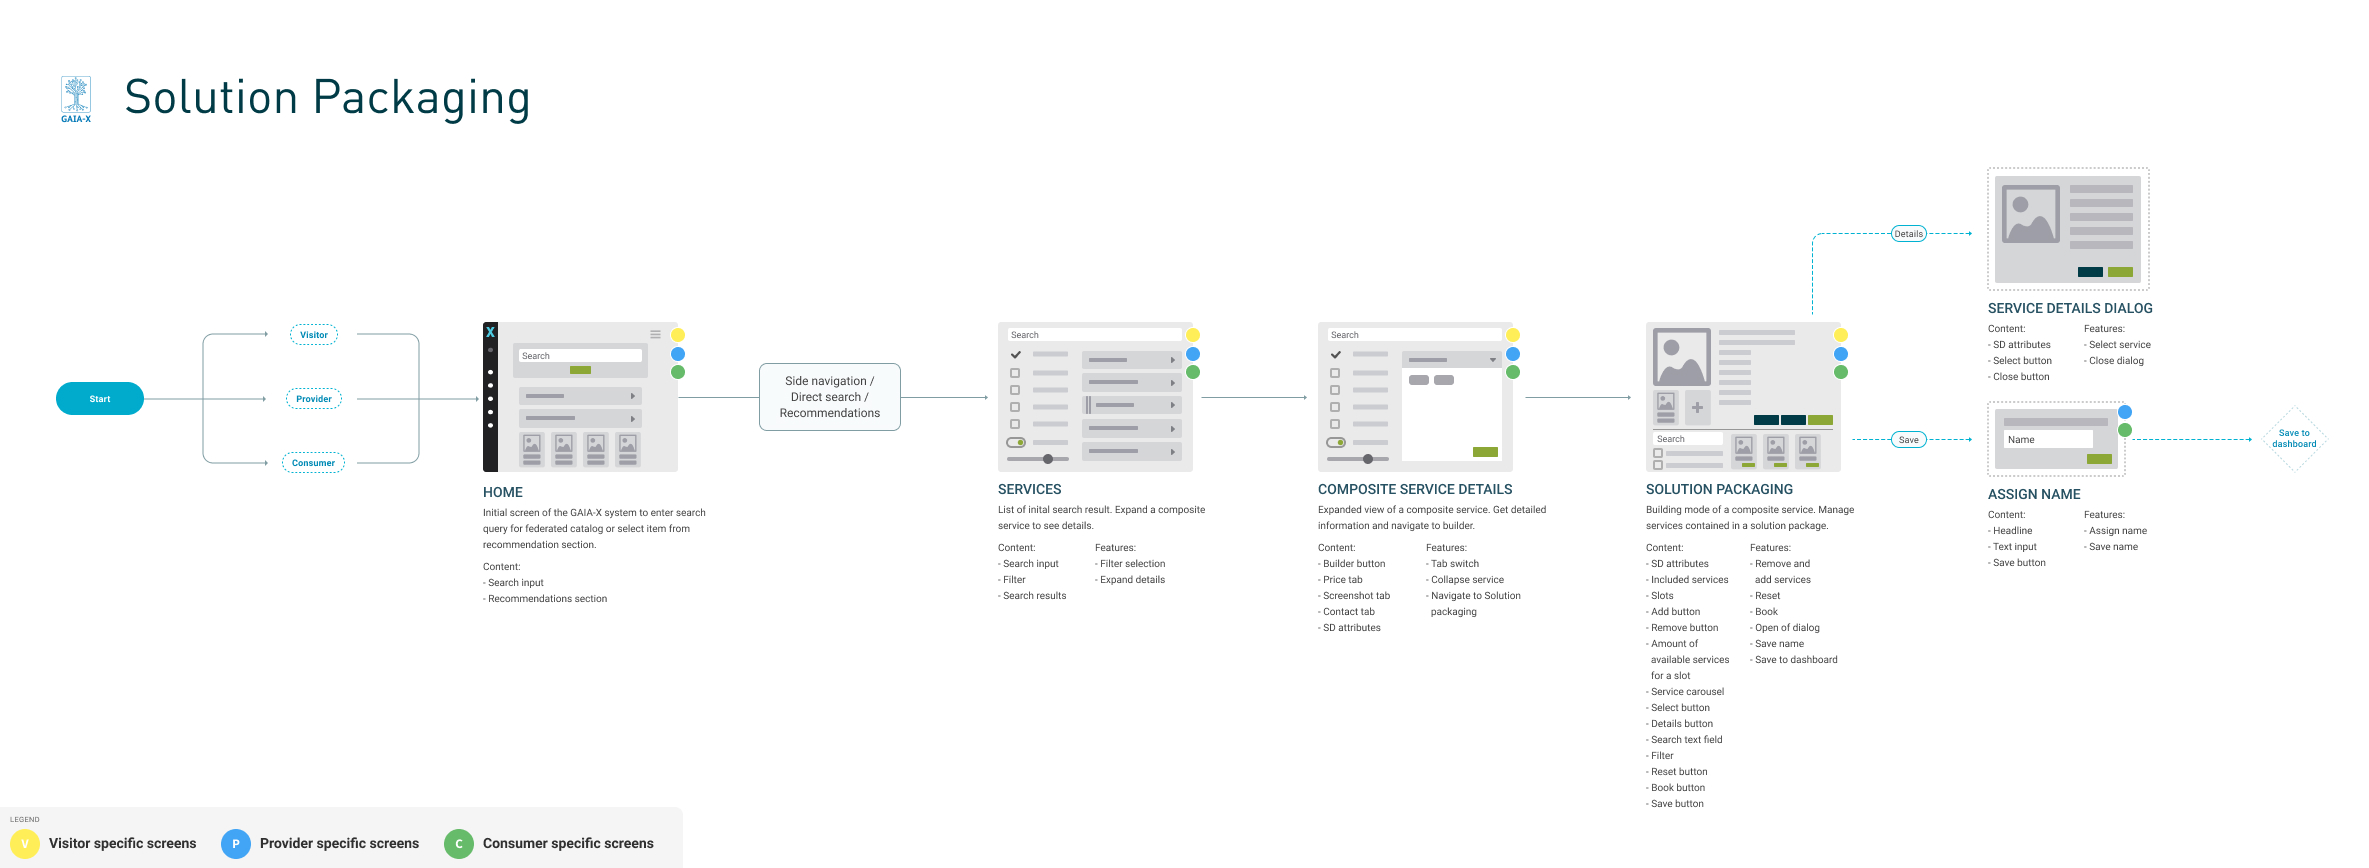 GAIA-X
Solution Packaging
Start
Visitor
Provider
Consumer
X
Search
HOME
Initial screen of the GAIA-X system to enter search
query for federated catalog or select item from
recommendation section.
Content:
- Search input
- Recommendations section
Side navigation /
Direct search /
Recommendations
Search
SERVICES
List of inital search result. Expand a composite
service to see details.
Content:
- Search input
- Filter
- Search results
Features:
- Filter selection
- Expand details
Search
COMPOSITE SERVICE DETAILS
Expanded view of a composite service. Get detailed
information and navigate to builder.
Content:
- Builder button
- Price tab
- Screenshot tab
- Contact tab
- SD attributes
Features:
- Tab switch
- Collapse service
- Navigate to Solution
packaging
Search
SOLUTION PACKAGING
Building mode of a composite service. Manage
services contained in a solution package.
Content:
- SD attributes
- Included services
- Slots
- Add button
- Remove button
- Amount of
available services
for a slot
- Service carousel
- Select button
- Details button
- Search text field
- Filter
- Reset button
- Book button
- Save button
Features:
- Remove and
add services
- Reset
- Book
- Open of dialog
- Save name
- Save to dashboard
Details
SERVICE DETAILS DIALOG
Content:
- SD attributes
- Select button
- Close button
Features:
- Select service
- Close dialog
Save
Name
ASSIGN NAME
Content:
- Headline
- Text input
- Save button
Features:
- Assign name
- Save name
Save to
dashboard
LEGEND
V
Visitor specific screens
P
Provider specific screens
C
Consumer specific screens